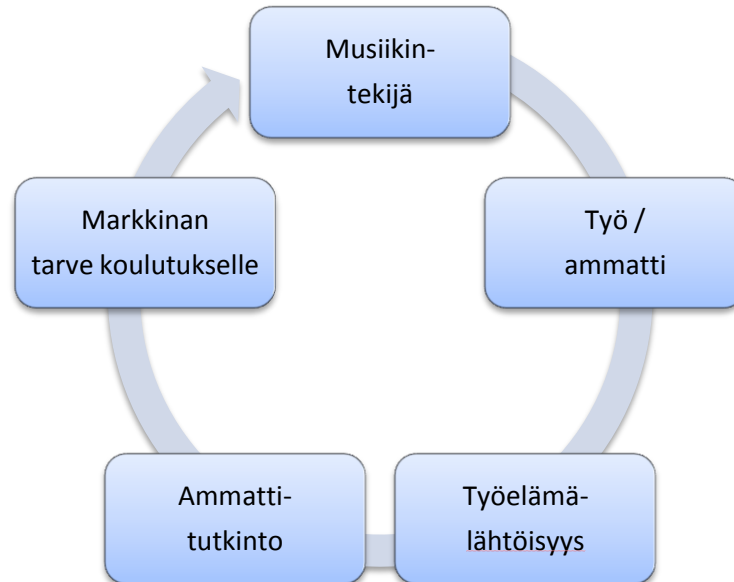 Musiikin-
tekijä
Työ /
ammatti
Työelämä-
lähtöisyys
Ammatti-
tutkinto
Markkinan
tarve koulutukselle